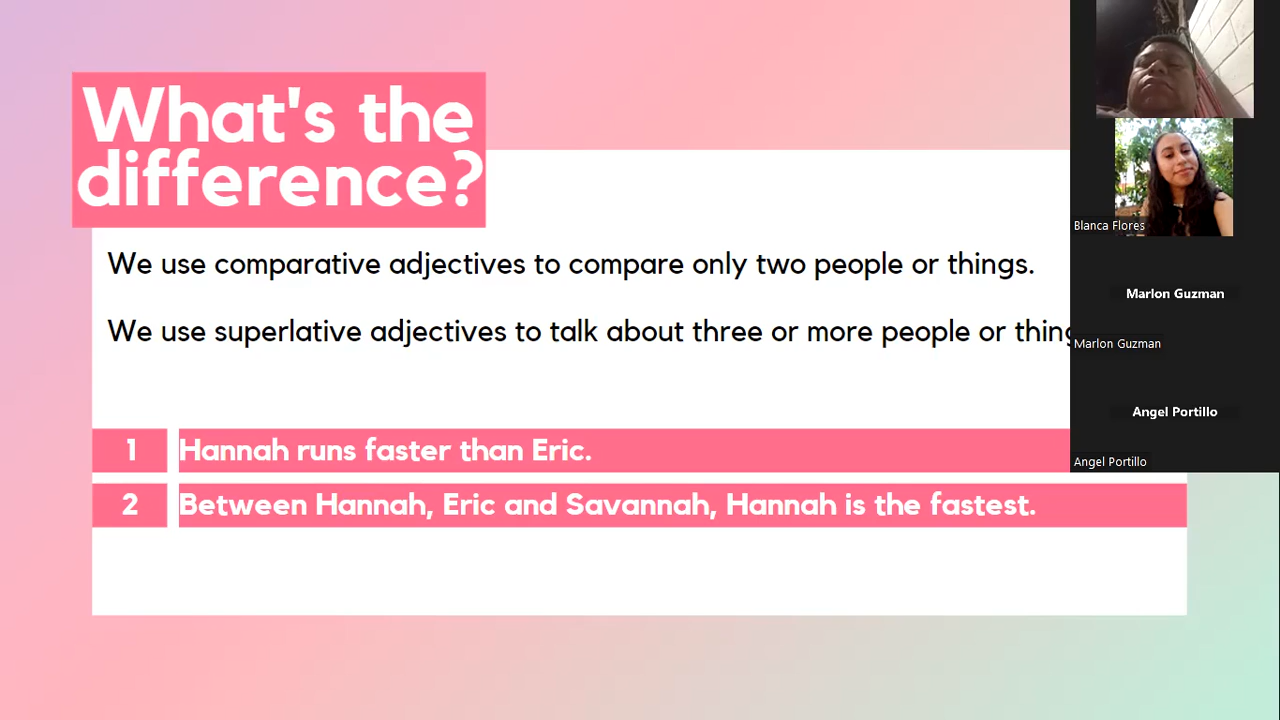 What's the
difference?
We use comparative adjectives to compare only two people or things.
We use superlative adjectives to talk about three or more people or
1 Hannah runs faster than Eric.
2 Between Hannah, Eric and Savannah, Hannah is the fastest.
Blanca Flores
Marlon Guzman
Marlon Guzman
Angel Portillo
Angel Portillo